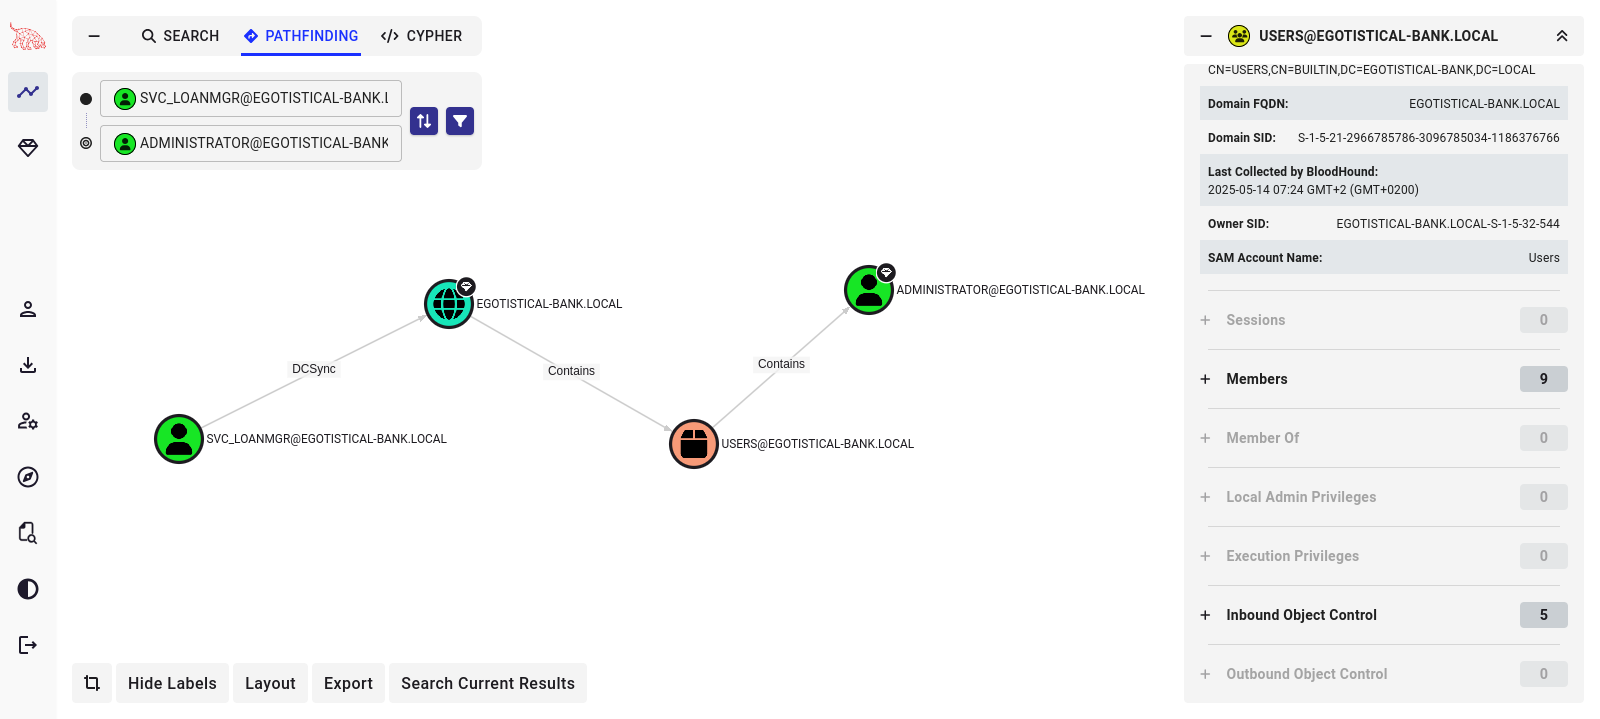 SEARCH PATHFINDING CYPHER
SVC_LOANMGR@EGOTISTICAL-BANK.L
ADMINISTRATOR@EGOTISTICAL-BANK
EGOTISTICAL-BANK.LOCAL
ADMINISTRATOR@EGOTISTICAL-BANK.LOCAL
DCSync
Contains
Contains
SVC_LOANMGR@EGOTISTICAL-BANK.LOCAL
USERS@EGOTISTICAL-BANK.LOCAL
Hide Labels Layout Export Search Current Results
USERS@EGOTISTICAL-BANK.LOCAL
CN=USERS,CN=BUILTIN,DC=EGOTISTICAL-BANK,DC=LOCAL
Domain FQDN: EGOTISTICAL-BANK.LOCAL
Domain SID: S-1-5-21-2966785786-3096785034-1186376766
Last Collected by BloodHound:
2025-05-14 07:24 GMT+2 (GMT+0200)
Owner SID: EGOTISTICAL-BANK.LOCAL-S-1-5-32-544
SAM Account Name: Users
Sessions 0
Members 9
Member Of 0
Local Admin Privileges 0
Execution Privileges 0
Inbound Object Control 5
Outbound Object Control 0